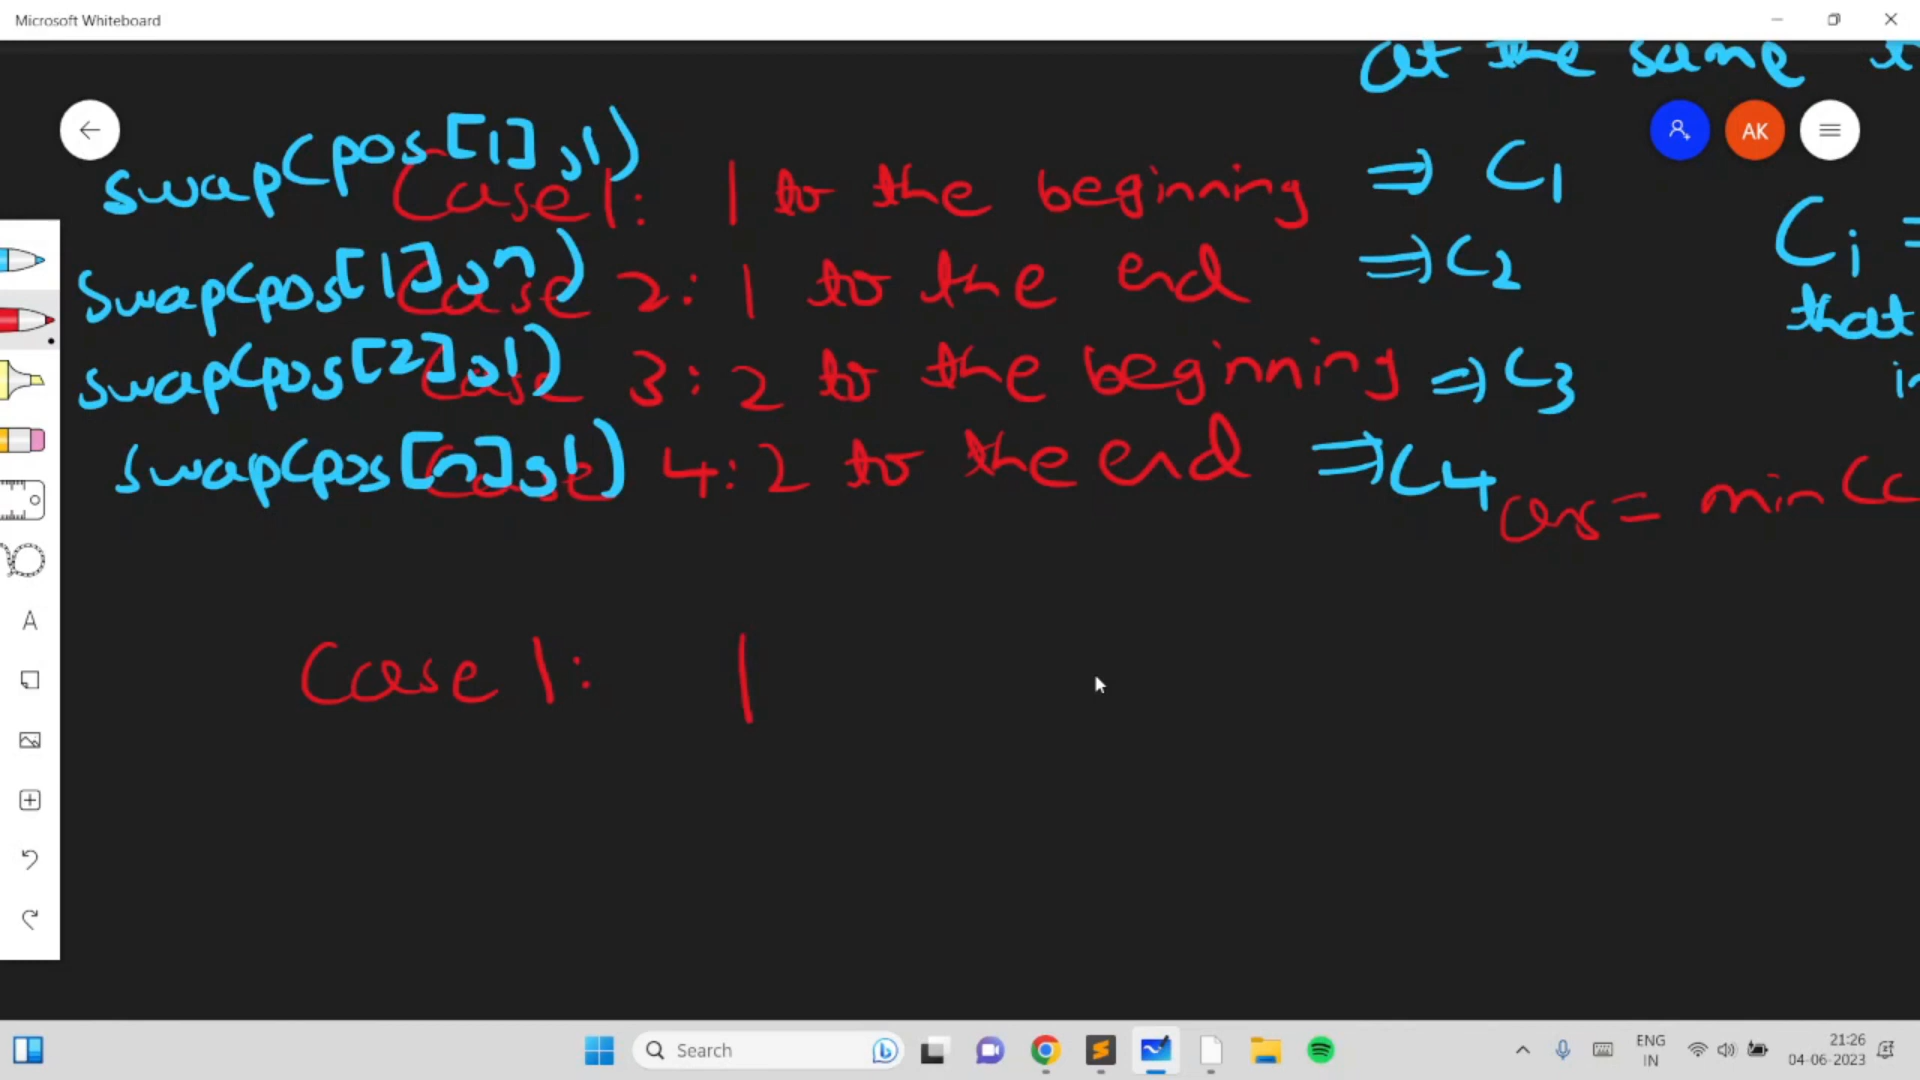 Microsoft Whiteboard
at the same
AK
swap(pos[1],1) Case 1: 1 to the beginning ⇒ C1
Ci =
swap(pos[1],n) Case 2: 1 to the end ⇒ C2
that
swap(pos[2],1) Case 3: 2 to the beginning ⇒ C3
swap(pos[n],1) Case 4: 2 to the end ⇒ C4
ans = min(C
Case 1: 1
A
Search
ENG
IN
21:26
04-06-2023